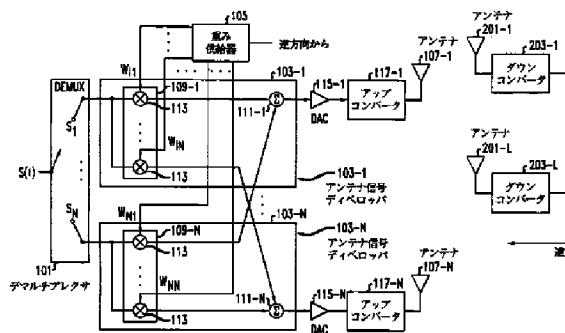 105
重み
供給器
逆方向から
アンテナ
201-1
203-1
ダウン
コンバータ
アンテナ
107-1
117-1
アップ
コンバータ
115-1
DAC
DEMUX
W11
109-1
103-1
113
111-1
Σ
S1
W1N
S(t)
113
103-1
アンテナ信号
ディベロッパ
アンテナ
201-L
203-L
ダウン
コンバータ
SN
WN1
103-N
109-N
103-N
アンテナ信号
ディベロッパ
113
101
デマルチプレクサ
WNN
111-N
Σ
115-N
DAC
117-N
アップ
コンバータ
アンテナ
107-N
113
逆